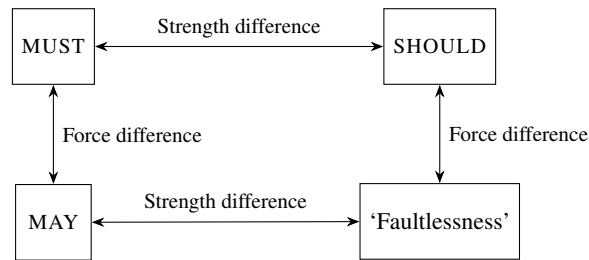 Strength difference
MUST
SHOULD
Force difference
Force difference
Strength difference
MAY
‘Faultlessness’